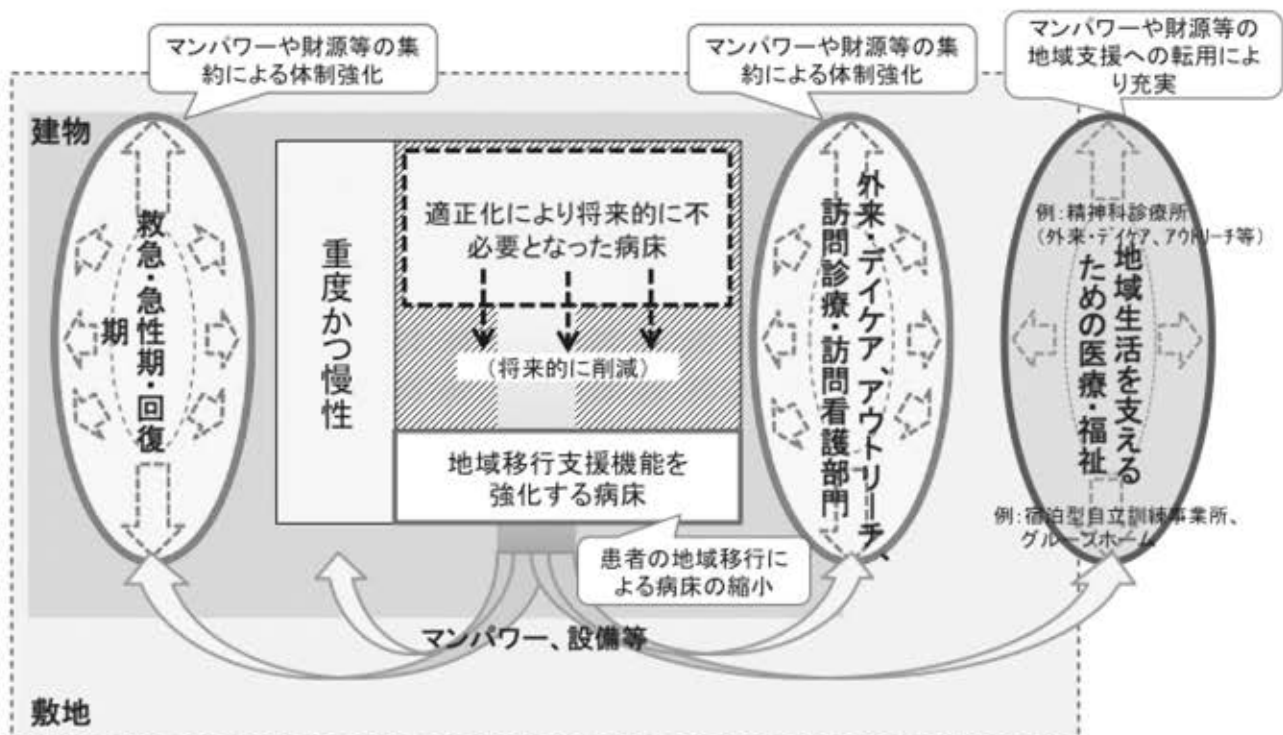 マンパワーや財源等の集
約による体制強化
マンパワーや財源等の集
約による体制強化
マンパワーや財源等の
地域支援への転用によ
り充実
建物
救急・急性期・回復
期
重度かつ慢性
適正化により将来的に不
必要となった病床
(将来的に削減)
地域移行支援機能を
強化する病床
患者の地域移行に
よる病床の縮小
外来・デイケア、アウトリーチ、
訪問診療・訪問看護部門
例:精神科診療所
(外来・デイケア、アウトリーチ等)
地域生活を支える
ための医療・福祉
例:宿泊型自立訓練事業所、
グループホーム
マンパワー、設備等
敷地